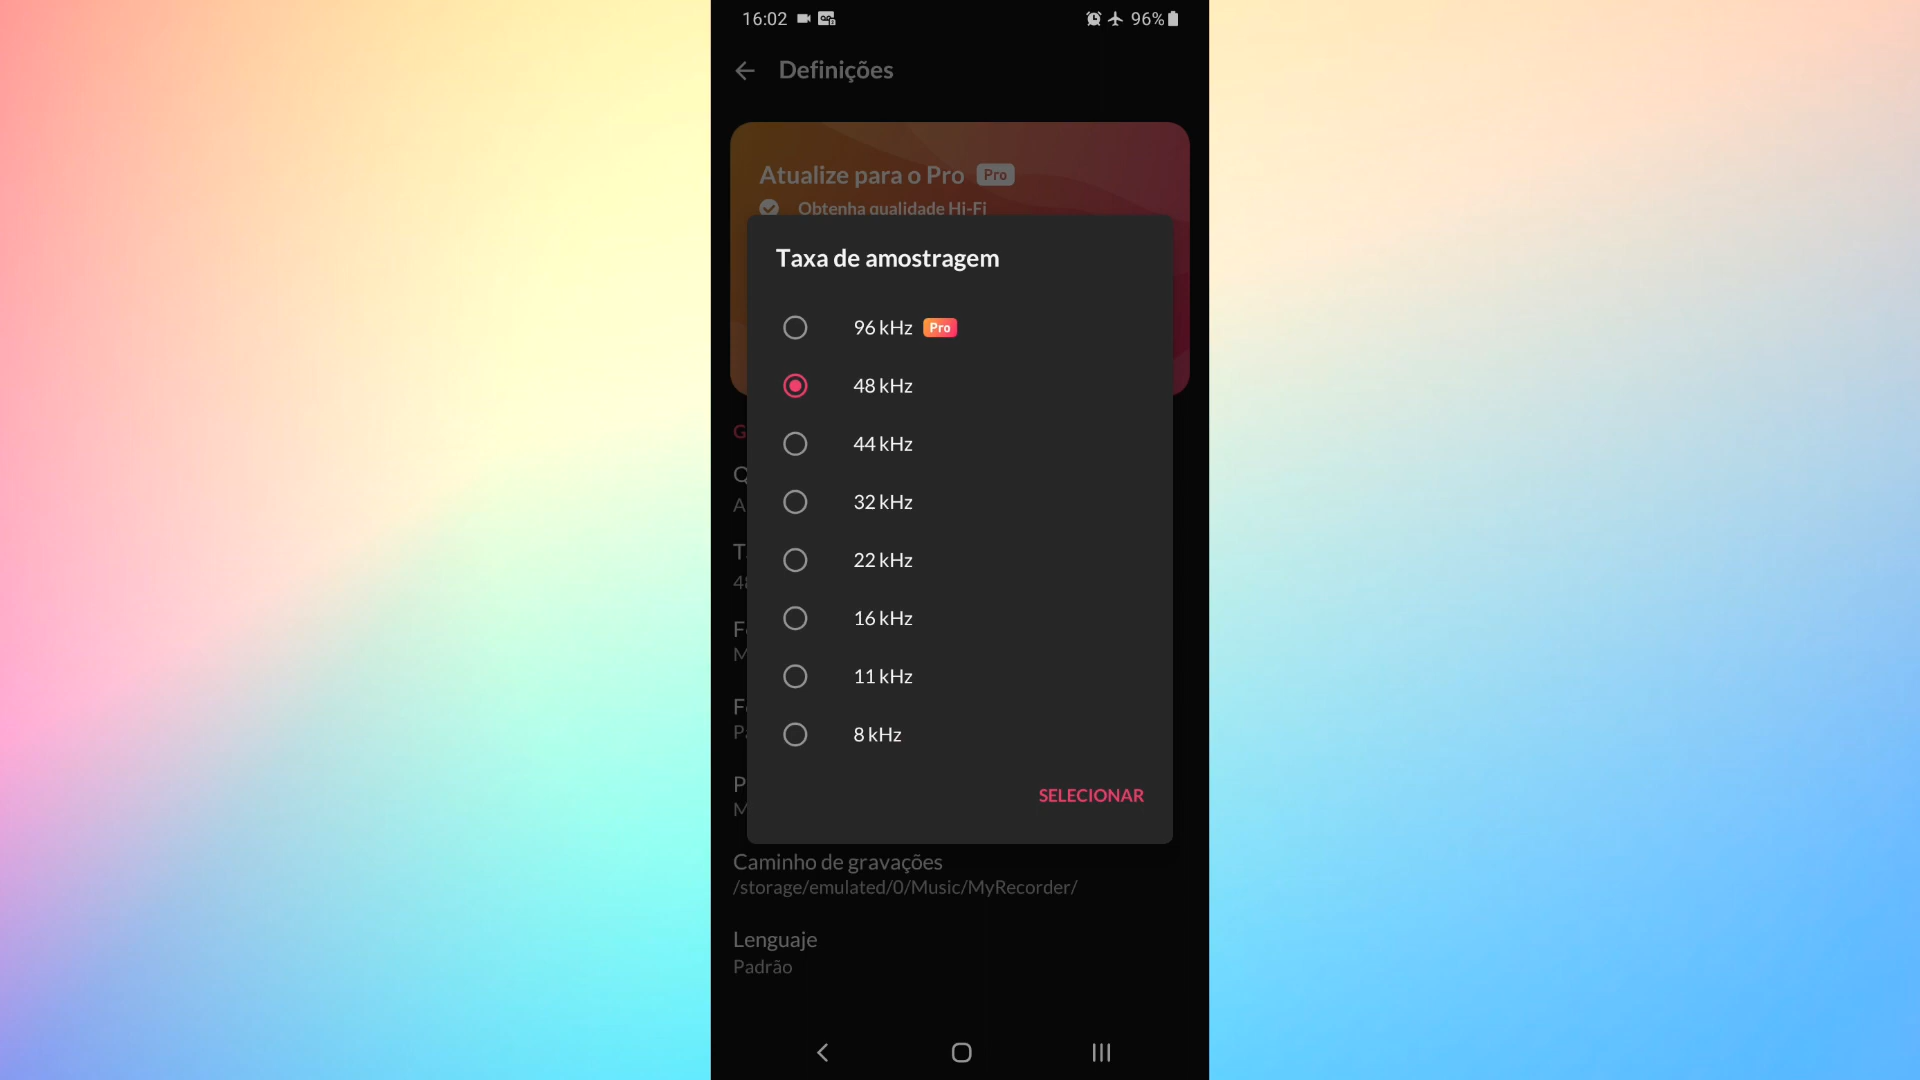 16:02
96%
Definições
Atualize para o Pro Pro
Obtenha qualidade Hi-Fi
Taxa de amostragem
96 kHz Pro
48 kHz
44 kHz
32 kHz
22 kHz
16 kHz
11 kHz
8 kHz
SELECIONAR
Caminho de gravações
/storage/emulated/0/Music/MyRecorder/
Lenguaje
Padrão